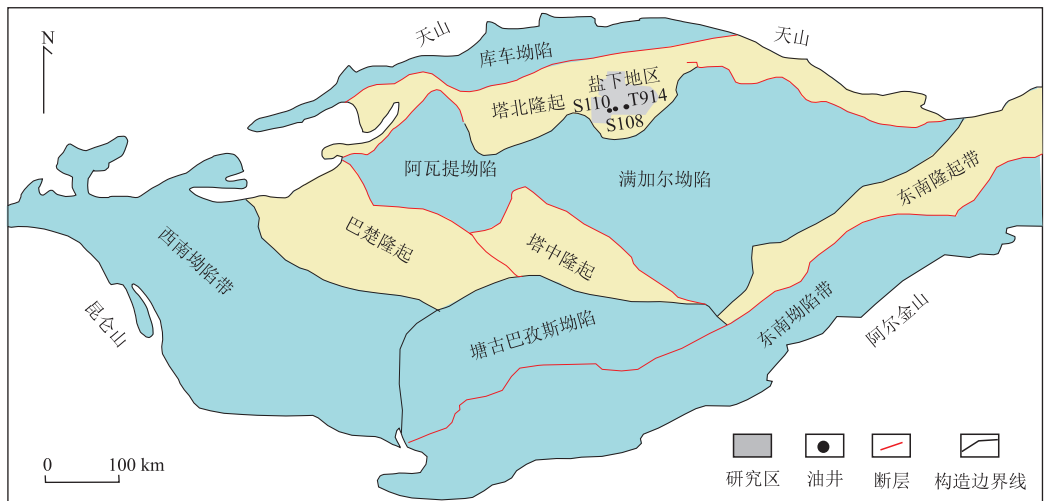 N
天山
天山
库车坳陷
盐下地区
塔北隆起
S110
T914
S108
阿瓦提坳陷
满加尔坳陷
东南隆起带
巴楚隆起
塔中隆起
西南坳陷带
昆仑山
塘古巴孜斯坳陷
东南坳陷带
阿尔金山
0 100 km
研究区 油井 断层 构造边界线